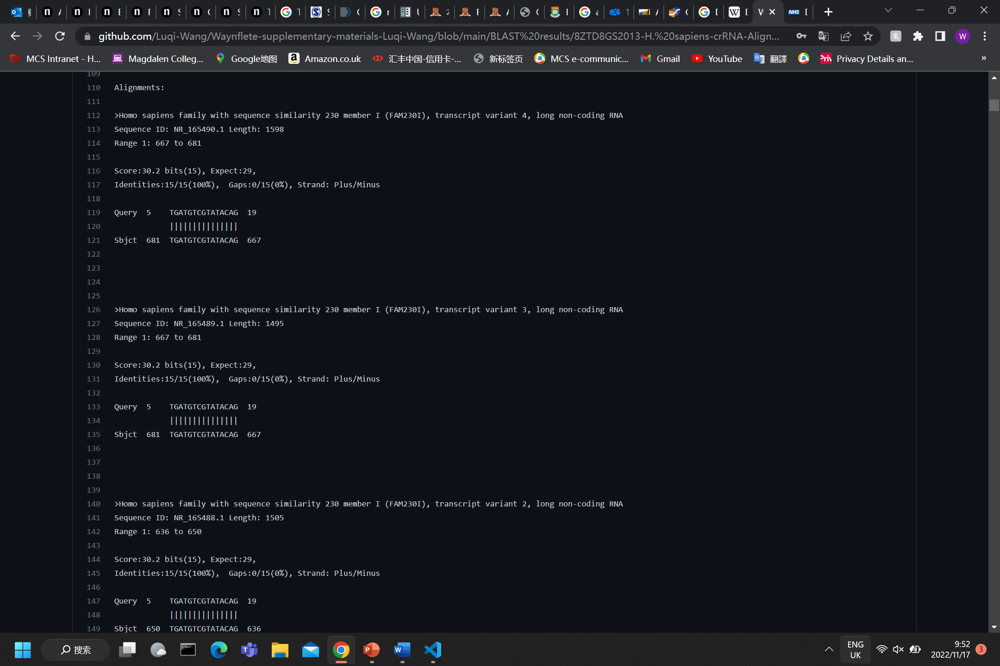 github.com/Luqi-Wang/Waynflete-supplementary-materials-Luqi-Wang/blob/main/BLAST%20results/8ZTD8GS2013-H.%20sapiens-crRNA-Align...
W
MCS Intranet - H... Magdalen Colleg... Google地图 Amazon.co.uk 汇丰中国-信用卡-... 新标签页 MCS e-communic... Gmail YouTube 翻譯 Privacy Details an... »
109
110 Alignments:
111
112 >Homo sapiens family with sequence similarity 230 member I (FAM230I), transcript variant 4, long non-coding RNA
113 Sequence ID: NR_165490.1 Length: 1598
114 Range 1: 667 to 681
115
116 Score:30.2 bits(15), Expect:29,
117 Identities:15/15(100%),  Gaps:0/15(0%), Strand: Plus/Minus
118
119 Query  5    TGATGTCGTATACAG  19
120             |||||||||||||||
121 Sbjct  681  TGATGTCGTATACAG  667
122
123
124
125
126 >Homo sapiens family with sequence similarity 230 member I (FAM230I), transcript variant 3, long non-coding RNA
127 Sequence ID: NR_165489.1 Length: 1495
128 Range 1: 667 to 681
129
130 Score:30.2 bits(15), Expect:29,
131 Identities:15/15(100%),  Gaps:0/15(0%), Strand: Plus/Minus
132
133 Query  5    TGATGTCGTATACAG  19
134             |||||||||||||||
135 Sbjct  681  TGATGTCGTATACAG  667
136
137
138
139
140 >Homo sapiens family with sequence similarity 230 member I (FAM230I), transcript variant 2, long non-coding RNA
141 Sequence ID: NR_165488.1 Length: 1505
142 Range 1: 636 to 650
143
144 Score:30.2 bits(15), Expect:29,
145 Identities:15/15(100%),  Gaps:0/15(0%), Strand: Plus/Minus
146
147 Query  5    TGATGTCGTATACAG  19
148             |||||||||||||||
149 Sbjct  650  TGATGTCGTATACAG  636
搜索
ENG
UK
9:52
2022/11/17
3